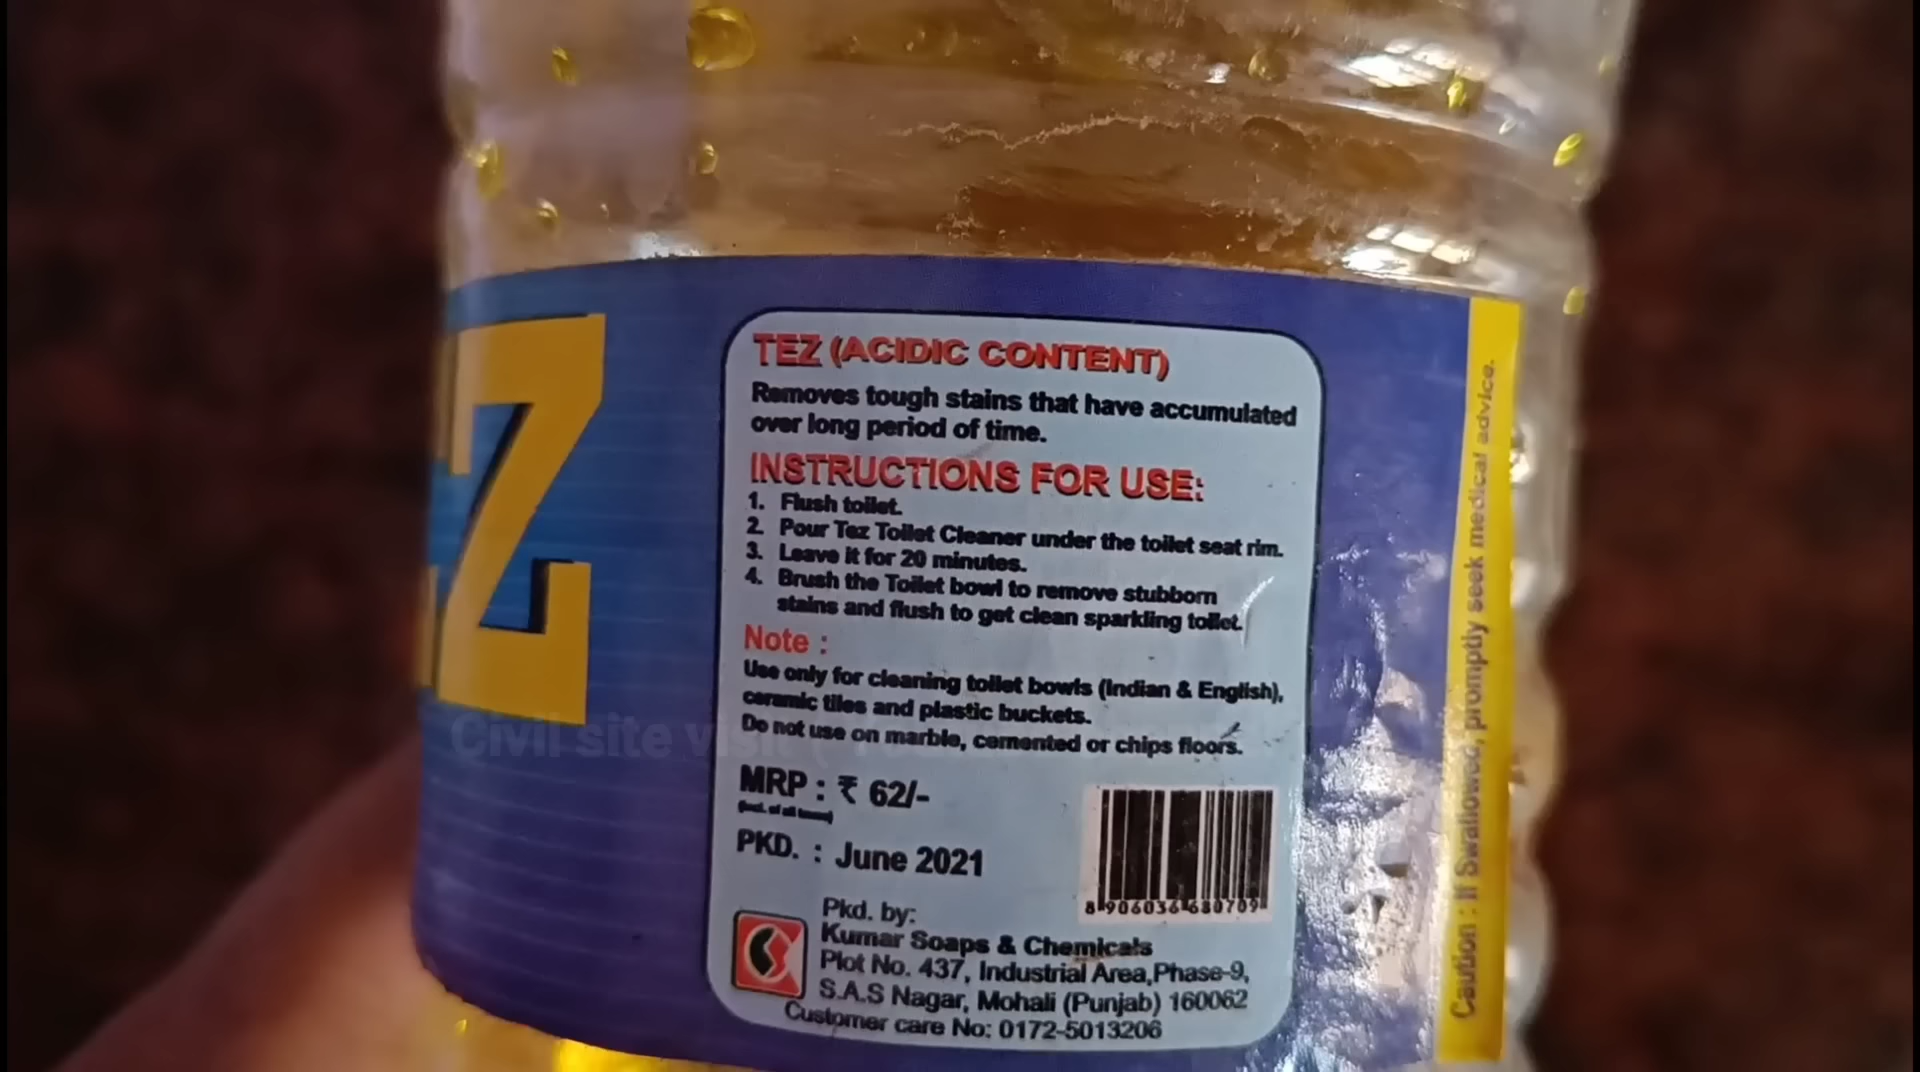 Z
TEZ (ACIDIC CONTENT)
Removes tough stains that have accumulated
over long period of time.
INSTRUCTIONS FOR USE:
1. Flush toilet.
2. Pour Tez Toilet Cleaner under the toilet seat rim.
3. Leave it for 20 minutes.
4. Brush the Toilet bowl to remove stubborn
stains and flush to get clean sparkling toilet.
Note :
Use only for cleaning toilet bowls (Indian & English),
ceramic tiles and plastic buckets.
Do not use on marble, cemented or chips floors.
MRP : ₹ 62/-
(incl. of all taxes)
PKD. : June 2021
8 906036 680709
Pkd. by:
Kumar Soaps & Chemicals
Plot No. 437, Industrial Area,Phase-9,
S.A.S Nagar, Mohali (Punjab) 160062
Customer care No: 0172-5013206
Caution : If Swallowed, promptly seek medical advice.
Civil site